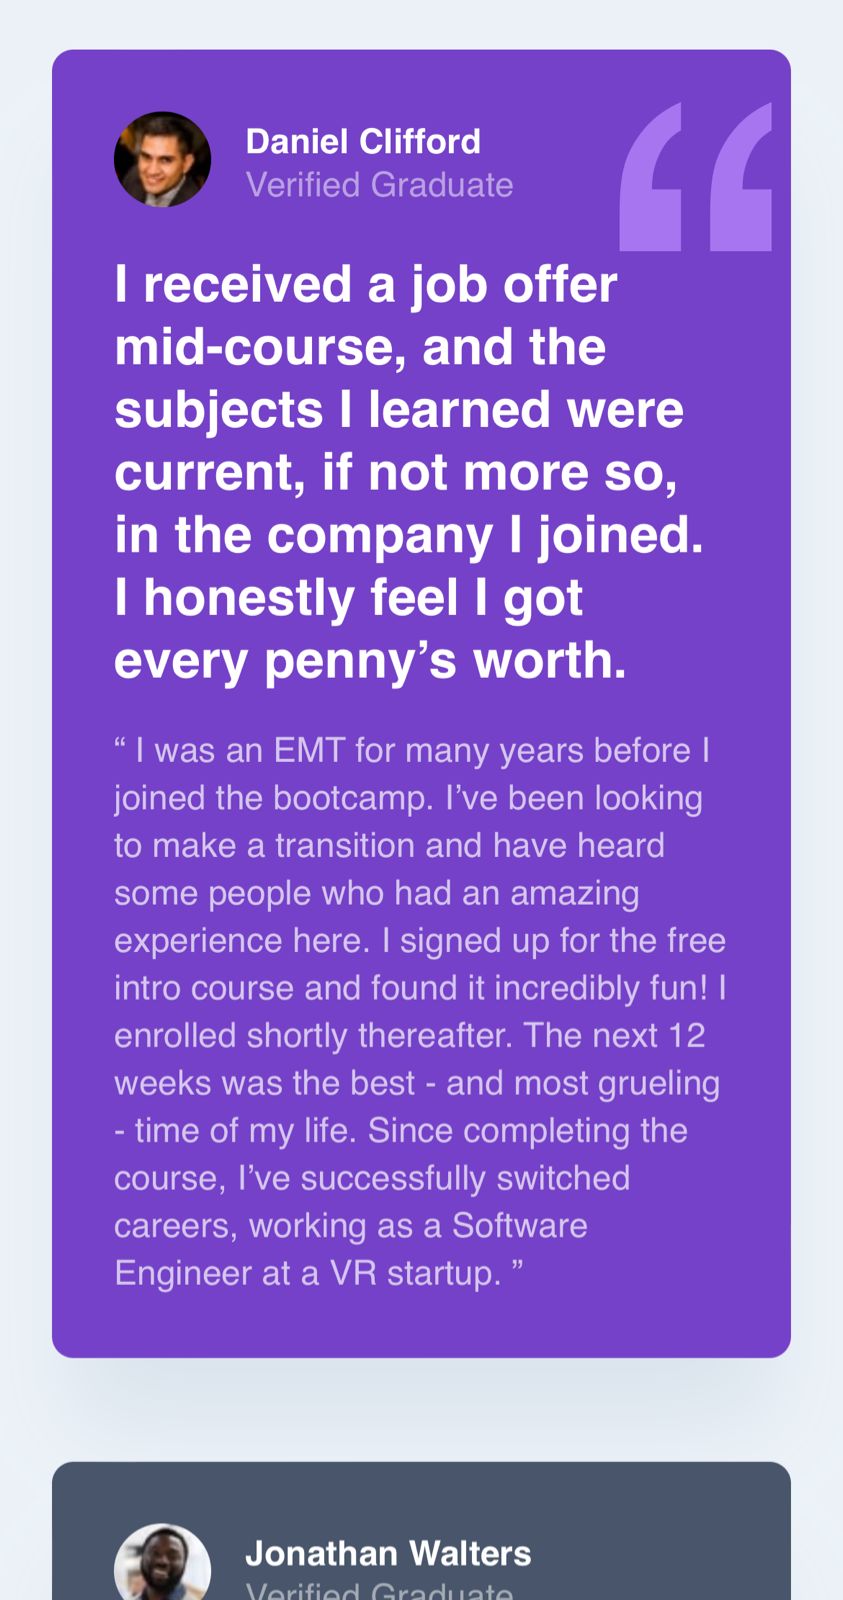 Daniel Clifford
Verified Graduate
I received a job offer
mid-course, and the
subjects I learned were
current, if not more so,
in the company I joined.
I honestly feel I got
every penny’s worth.
“ I was an EMT for many years before I
joined the bootcamp. I’ve been looking
to make a transition and have heard
some people who had an amazing
experience here. I signed up for the free
intro course and found it incredibly fun! I
enrolled shortly thereafter. The next 12
weeks was the best - and most grueling
- time of my life. Since completing the
course, I’ve successfully switched
careers, working as a Software
Engineer at a VR startup. ”
Jonathan Walters
Verified Graduate